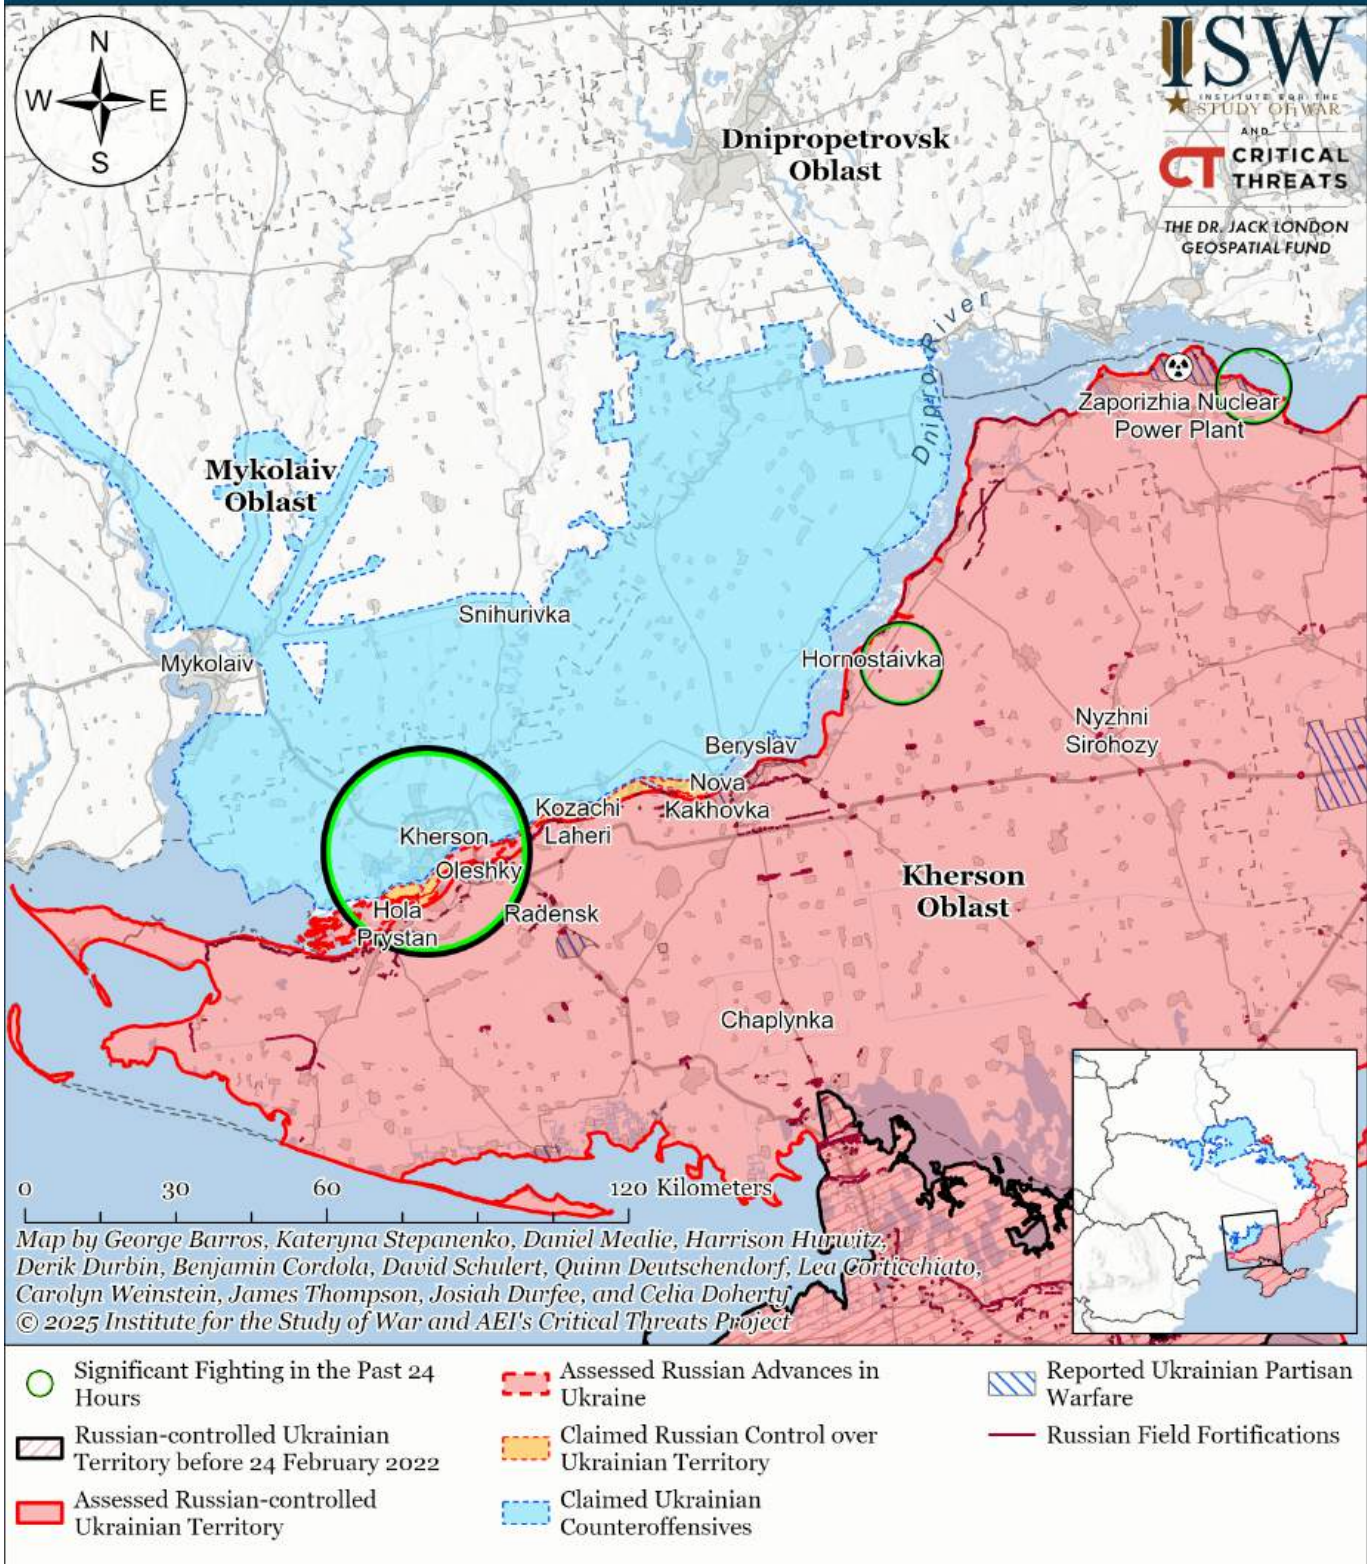 N
W
E
S
ISW
INSTITUTE FOR THE
STUDY OF WAR
AND
CT CRITICAL
THREATS
THE DR. JACK LONDON
GEOSPATIAL FUND
Dnipropetrovsk
Oblast
Dnipro River
Zaporizhia Nuclear
Power Plant
Mykolaiv
Oblast
Snihurivka
Mykolaiv
Hornostaivka
Nyzhni
Sirohozy
Beryslav
Nova
Kakhovka
Kozachi
Laheri
Kherson
Oleshky
Kherson
Oblast
Hola
Prystan
Radensk
Chaplynka
0 30 60 120 Kilometers
Map by George Barros, Kateryna Stepanenko, Daniel Mealie, Harrison Hurwitz,
Derik Durbin, Benjamin Cordola, David Schulert, Quinn Deutschendorf, Lea Corticchiato,
Carolyn Weinstein, James Thompson, Josiah Durfee, and Celia Doherty
© 2025 Institute for the Study of War and AEI's Critical Threats Project
Significant Fighting in the Past 24
Hours
Russian-controlled Ukrainian
Territory before 24 February 2022
Assessed Russian-controlled
Ukrainian Territory
Assessed Russian Advances in
Ukraine
Claimed Russian Control over
Ukrainian Territory
Claimed Ukrainian
Counteroffensives
Reported Ukrainian Partisan
Warfare
Russian Field Fortifications